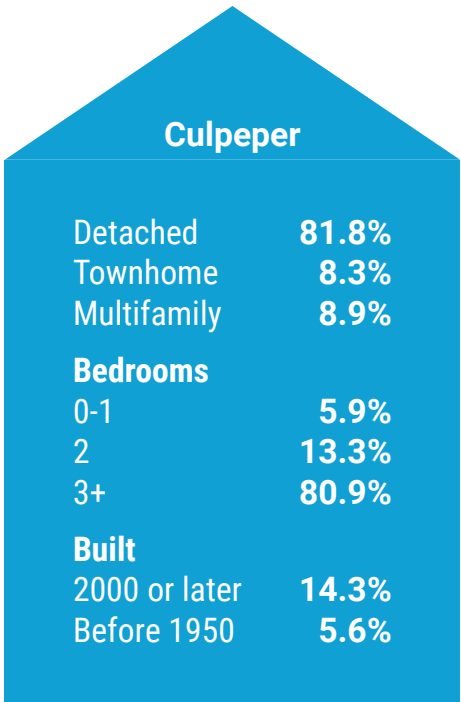 Culpeper
Detached 81.8%
Townhome 8.3%
Multifamily 8.9%
Bedrooms
0-1 5.9%
2 13.3%
3+ 80.9%
Built
2000 or later 14.3%
Before 1950 5.6%